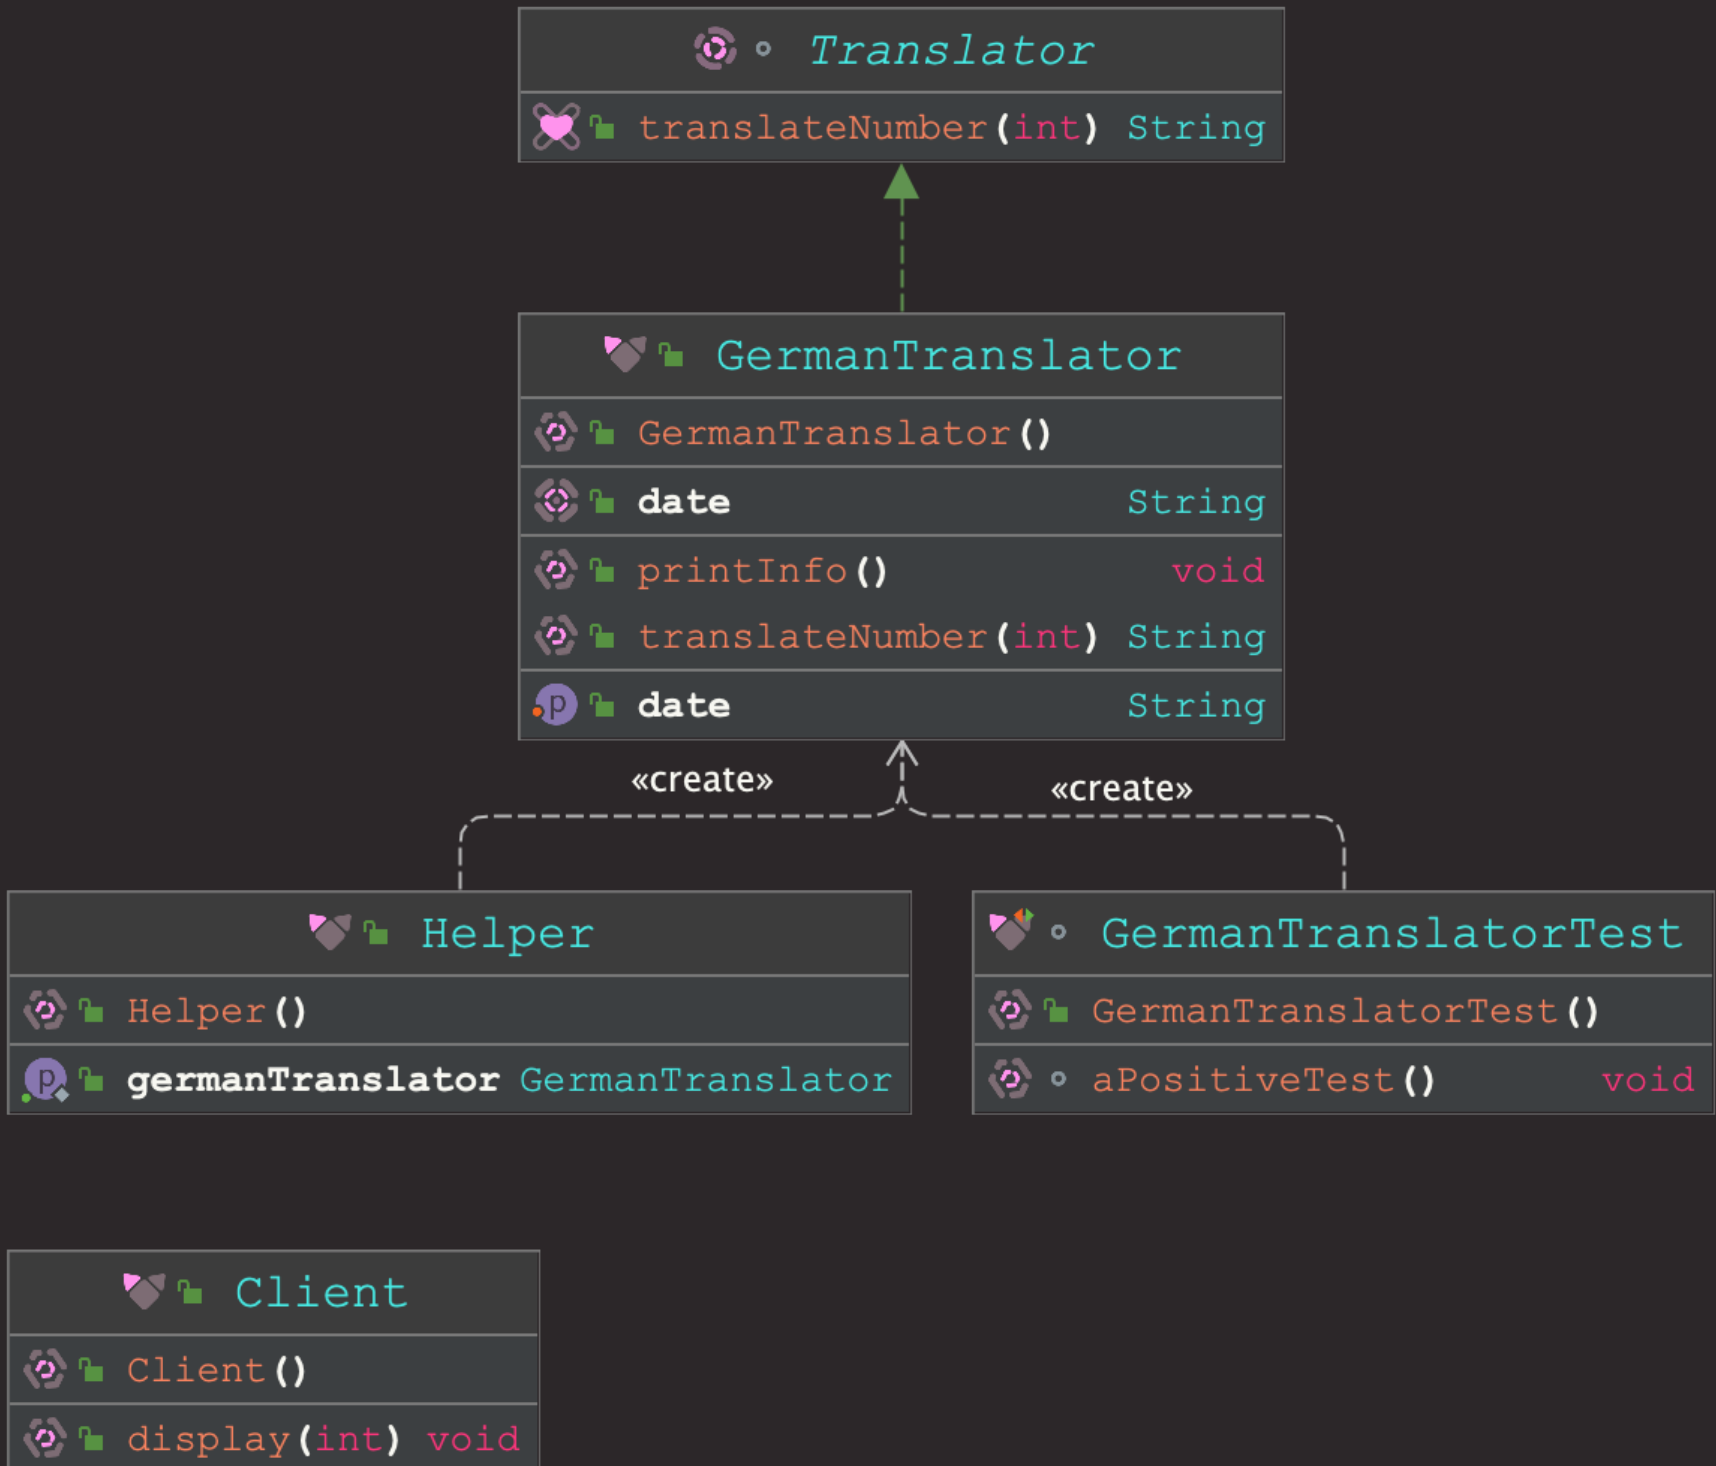 Translator
translateNumber(int) String
GermanTranslator
GermanTranslator()
date String
printInfo() void
translateNumber(int) String
p date String
«create» «create»
Helper
Helper()
p germanTranslator GermanTranslator
GermanTranslatorTest
GermanTranslatorTest()
aPositiveTest() void
Client
Client()
display(int) void